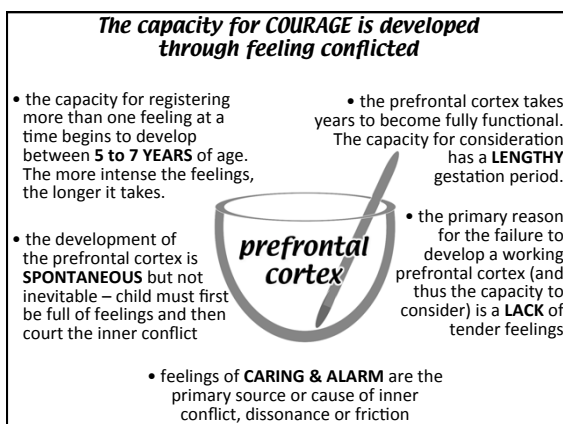 The capacity for COURAGE is developed
through feeling conflicted
• the capacity for registering
more than one feeling at a
time begins to develop
between 5 to 7 YEARS of age.
The more intense the feelings,
the longer it takes.
• the development of
the prefrontal cortex is
SPONTANEOUS but not
inevitable – child must first
be full of feelings and then
court the inner conflict
prefrontal
cortex
• the prefrontal cortex takes
years to become fully functional.
The capacity for consideration
has a LENGTHY
gestation period.
• the primary reason
for the failure to
develop a working
prefrontal cortex (and
thus the capacity to
consider) is a LACK of
tender feelings
• feelings of CARING & ALARM are the
primary source or cause of inner
conflict, dissonance or friction